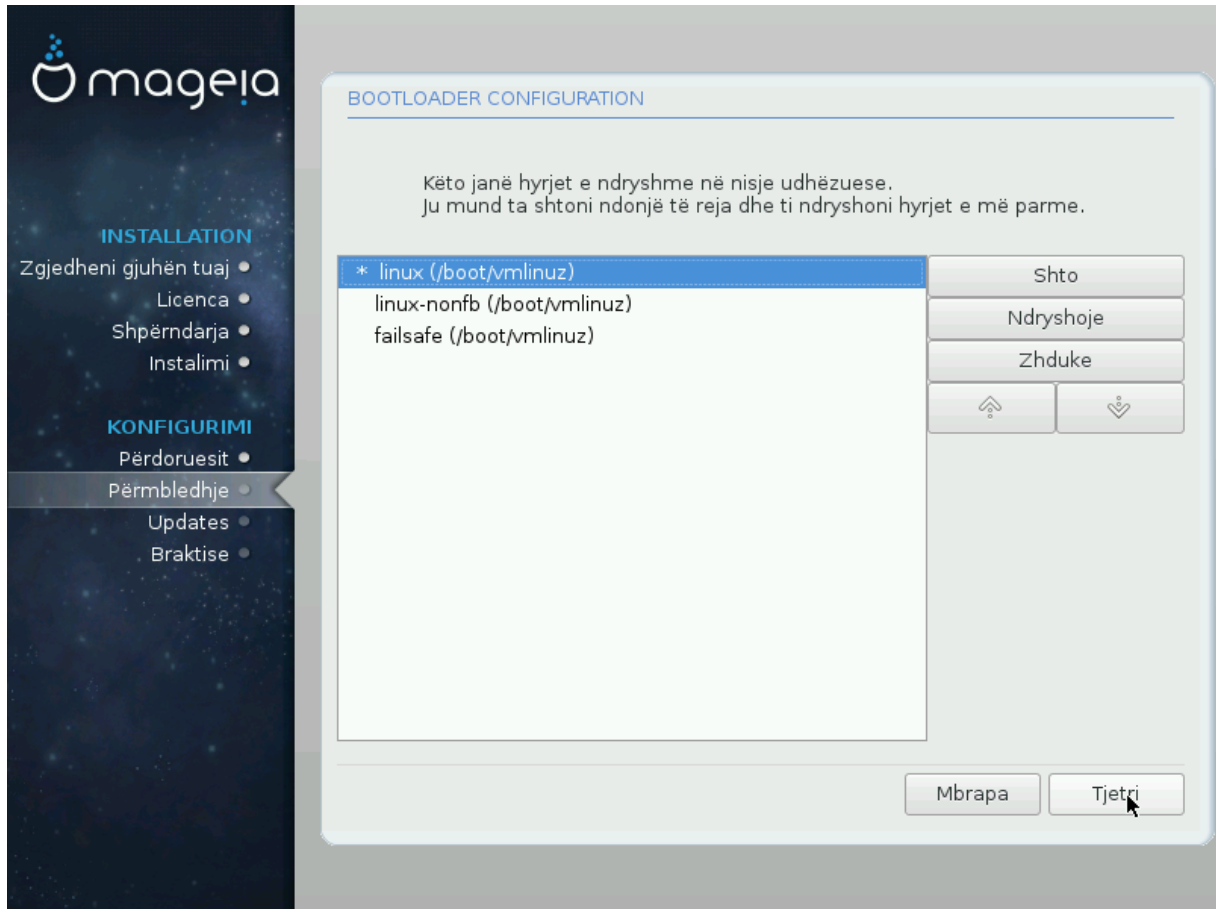 mageia
INSTALLATION
Zgjedheni gjuhën tuaj
Licenca
Shpërndarja
Instalimi
KONFIGURIMI
Përdoruesit
Përmbledhje
Updates
Braktise
BOOTLOADER CONFIGURATION
Këto janë hyrjet e ndryshme në nisje udhëzuese.
Ju mund ta shtoni ndonjë të reja dhe ti ndryshoni hyrjet e më parme.
* linux (/boot/vmlinuz)
linux-nonfb (/boot/vmlinuz)
failsafe (/boot/vmlinuz)
Shto
Ndryshoje
Zhduke
Mbrapa
Tjetri